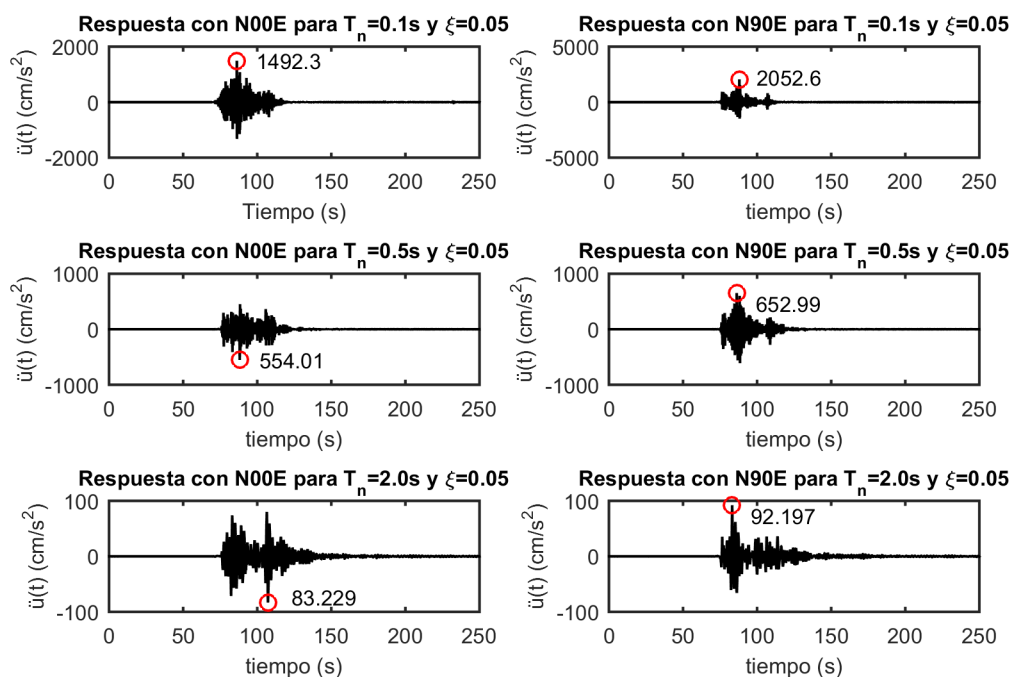 Respuesta con N00E para T_n=0.1s y ξ=0.05
2000
0
-2000
ü(t) (cm/s²)
1492.3
0 50 100 150 200 250
Tiempo (s)
Respuesta con N90E para T_n=0.1s y ξ=0.05
5000
0
-5000
ü(t) (cm/s²)
2052.6
0 50 100 150 200 250
tiempo (s)
Respuesta con N00E para T_n=0.5s y ξ=0.05
1000
0
-1000
ü(t) (cm/s²)
554.01
0 50 100 150 200 250
tiempo (s)
Respuesta con N90E para T_n=0.5s y ξ=0.05
1000
0
-1000
ü(t) (cm/s²)
652.99
0 50 100 150 200 250
tiempo (s)
Respuesta con N00E para T_n=2.0s y ξ=0.05
100
0
-100
ü(t) (cm/s²)
83.229
0 50 100 150 200 250
tiempo (s)
Respuesta con N90E para T_n=2.0s y ξ=0.05
100
0
-100
ü(t) (cm/s²)
92.197
0 50 100 150 200 250
tiempo (s)